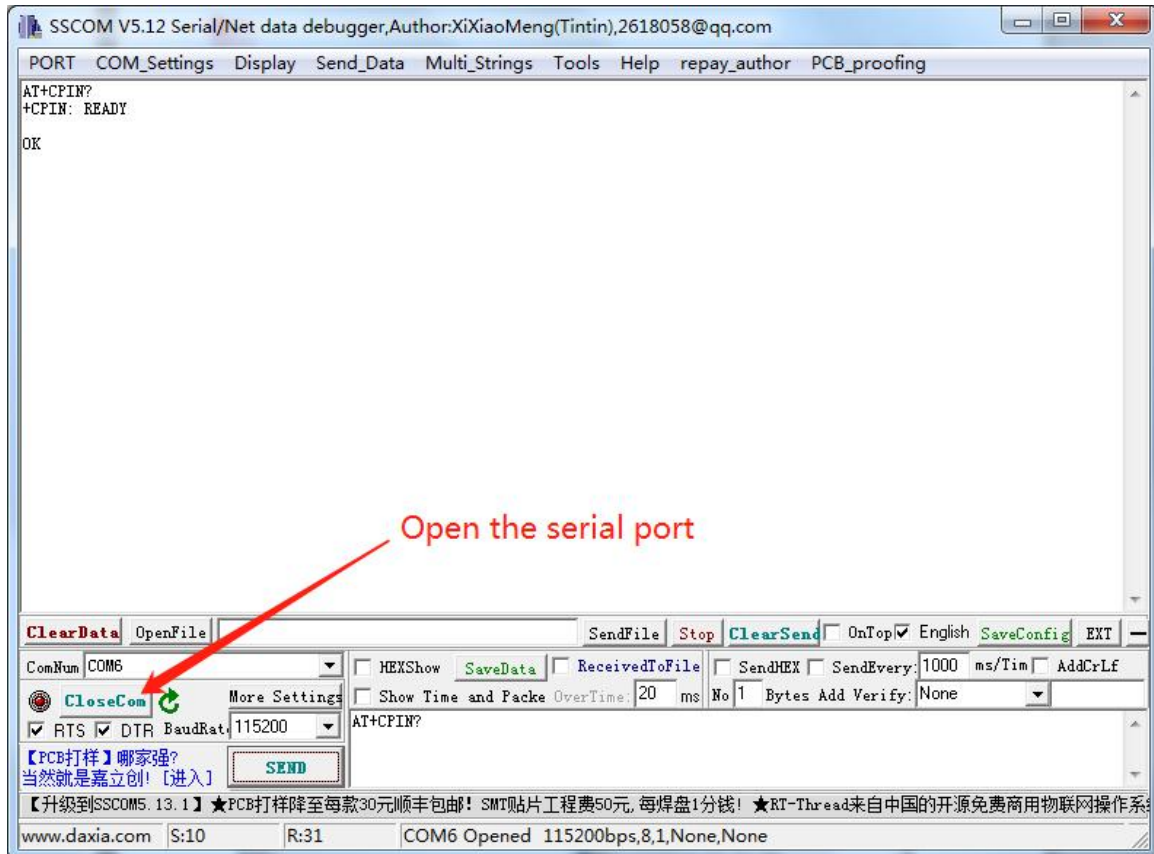 SSCOM V5.12 Serial/Net data debugger,Author:XiXiaoMeng(Tintin),2618058@qq.com
PORT COM_Settings Display Send_Data Multi_Strings Tools Help repay_author PCB_proofing
AT+CPIN?
+CPIN: READY
OK
Open the serial port
ClearData OpenFile SendFile Stop ClearSend OnTop English SaveConfig EXT
ComNum COM6 HEXShow SaveData ReceivedToFile SendHEX SendEvery: 1000 ms/Tim AddCrLf
CloseCom More Settings Show Time and Packe OverTime: 20 ms No 1 Bytes Add Verify: None
RTS DTR BaudRat 115200 AT+CPIN?
【PCB打样】哪家强?
当然就是嘉立创! [进入] SEND
【升级到SSCOM5.13.1】★PCB打样降至每款30元顺丰包邮! SMT贴片工程费50元,每焊盘1分钱! ★RT-Thread来自中国的开源免费商用物联网操作系
www.daxia.com S:10 R:31 COM6 Opened 115200bps,8,1,None,None